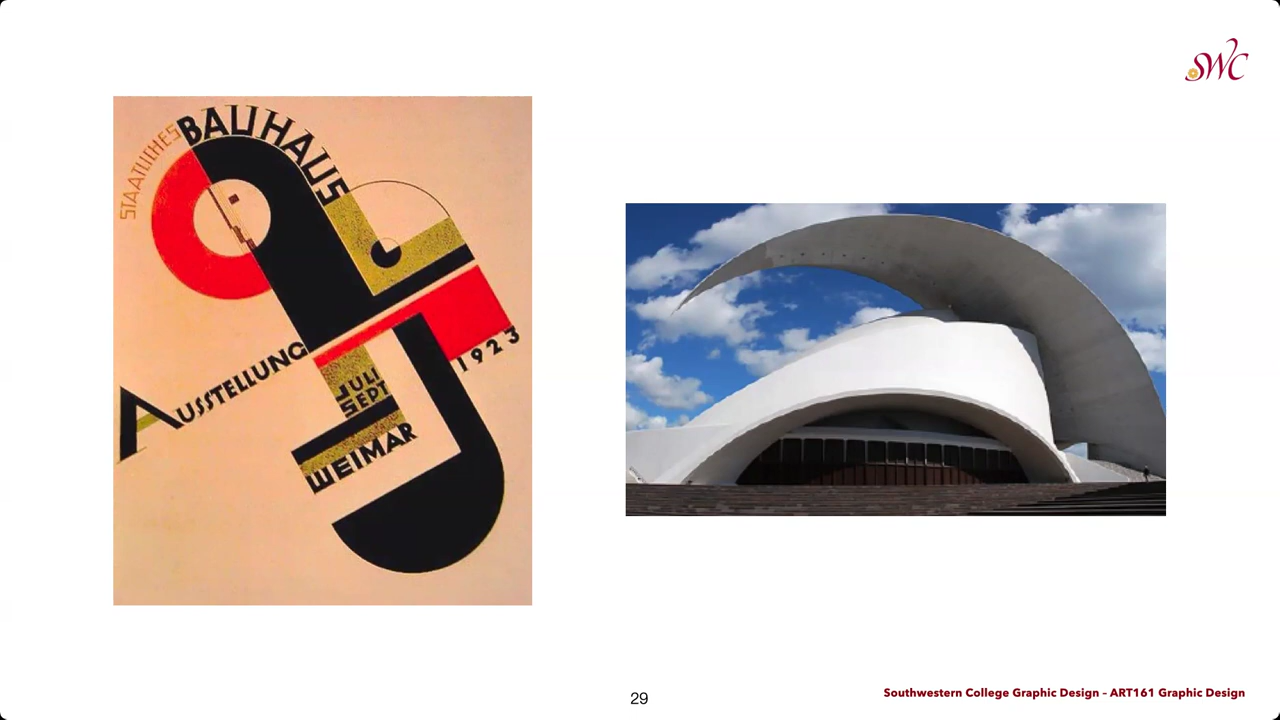 STAATLICHES
BAUHAUS
AUSSTELLUNG
1923
JULI
SEPT
WEIMAR
SWC
29
Southwestern College Graphic Design – ART161 Graphic Design